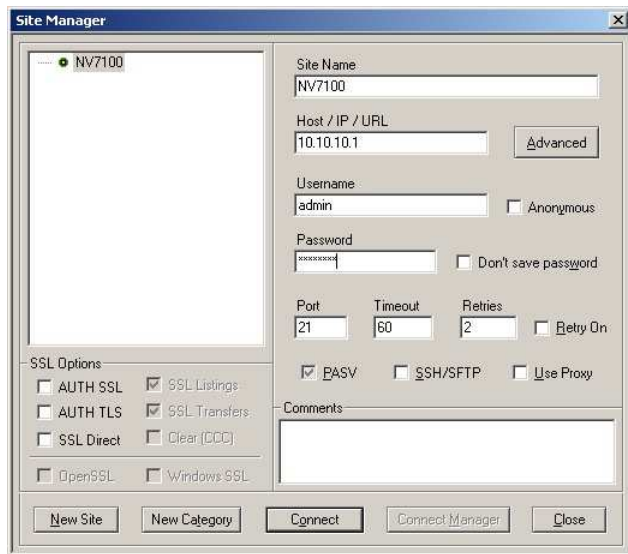 Site Manager
NV7100
Site Name
NV7100
Host / IP / URL
10.10.10.1
Advanced
Username
admin
Anonymous
Password
xxxxxxxx
Don't save password
Port Timeout Retries
21 60 2 Retry On
PASV SSH/SFTP Use Proxy
SSL Options
AUTH SSL SSL Listings
AUTH TLS SSL Transfers
SSL Direct Clear (CCC)
OpenSSL Windows SSL
Comments
New Site New Category Connect Connect Manager Close